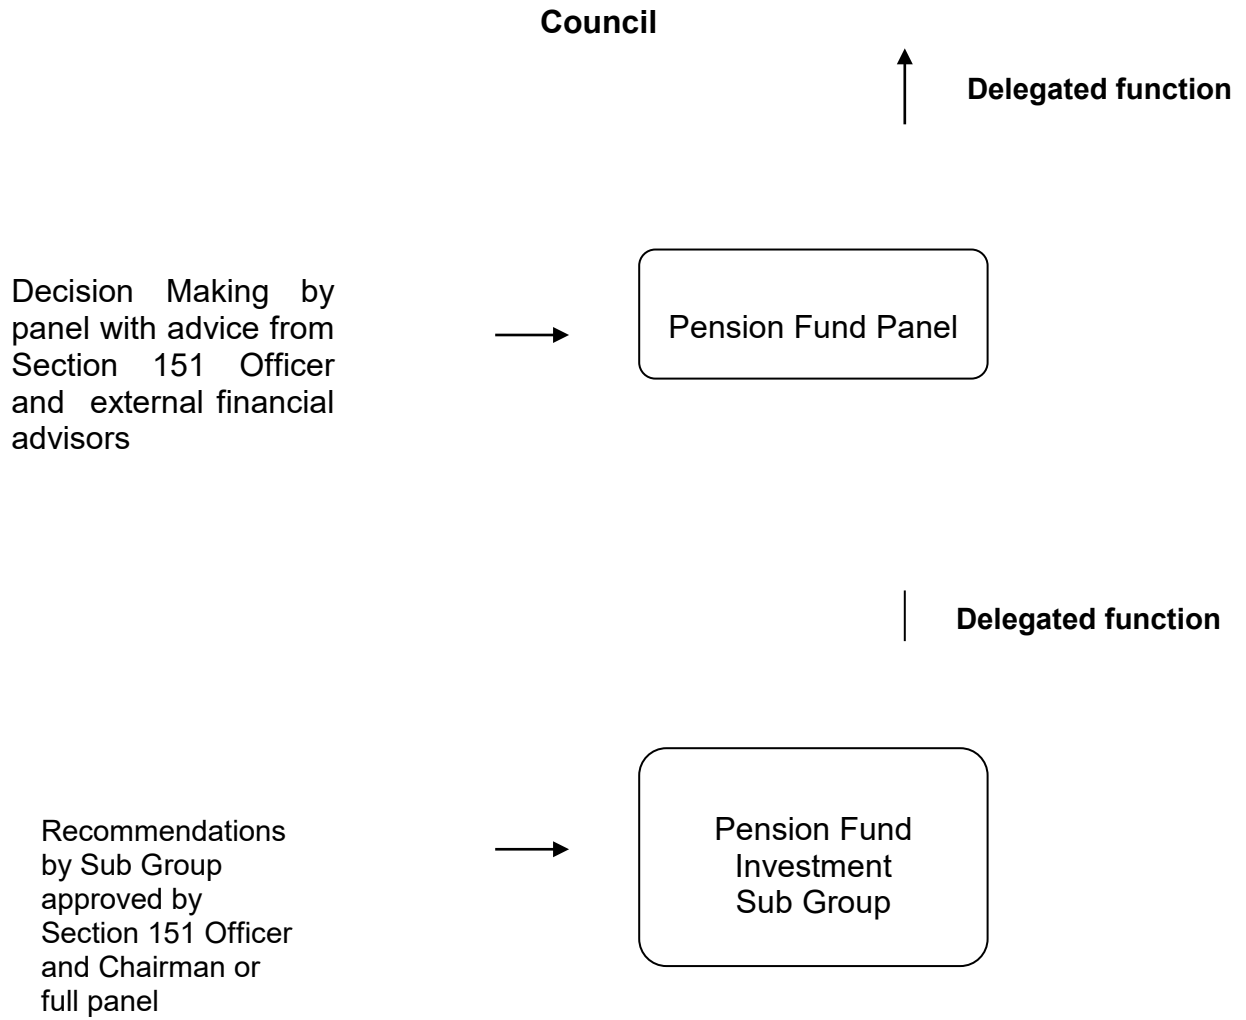 Council
Delegated function
Decision Making by
panel with advice from
Section 151 Officer
and external financial
advisors
Pension Fund Panel
Delegated function
Recommendations
by Sub Group
approved by
Section 151 Officer
and Chairman or
full panel
Pension Fund
Investment
Sub Group